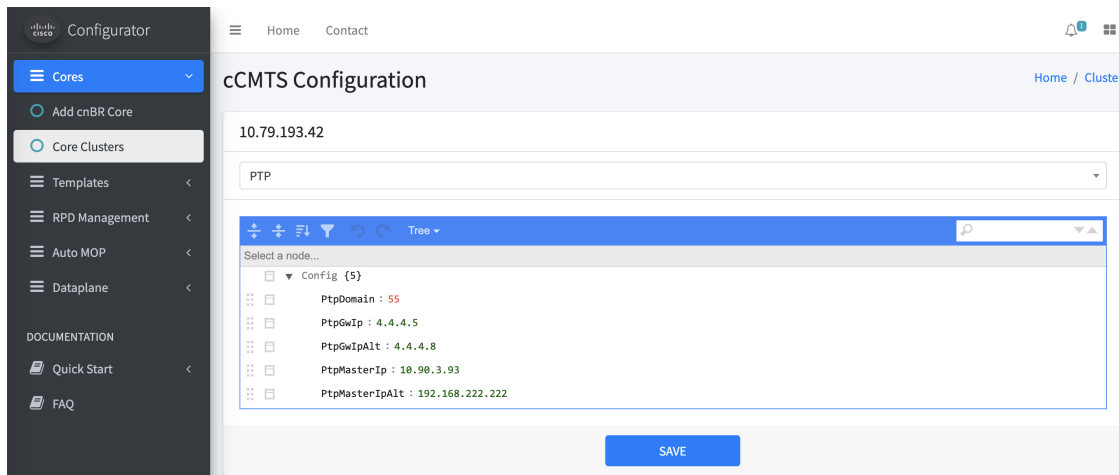 CISCO Configurator
Home Contact
1
Cores
cCMTS Configuration
Home / Cluste
Add cnBR Core
10.79.193.42
Core Clusters
PTP
Templates
RPD Management
Tree
Auto MOP
Select a node...
Config {5}
Dataplane
PtpDomain : 55
PtpGwIp : 4.4.4.5
DOCUMENTATION
PtpGwIpAlt : 4.4.4.8
Quick Start
PtpMasterIp : 10.90.3.93
PtpMasterIpAlt : 192.168.222.222
FAQ
SAVE